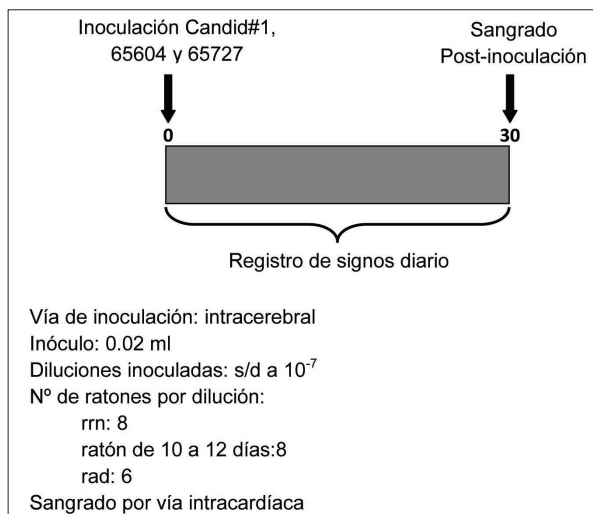 Inoculación Candid#1,
65604 y 65727
Sangrado
Post-inoculación
0
30
Registro de signos diario
Vía de inoculación: intracerebral
Inóculo: 0.02 ml
Diluciones inoculadas: s/d a 10⁻⁷
Nº de ratones por dilución:
rrn: 8
ratón de 10 a 12 días:8
rad: 6
Sangrado por vía intracardíaca